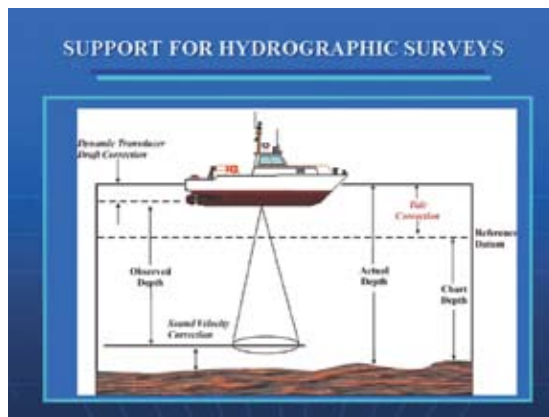 SUPPORT FOR HYDROGRAPHIC SURVEYS
Dynamic Transducer
Draft Correction
Tide
Correction
Reference
Datum
Observed
Depth
Actual
Depth
Chart
Depth
Sound Velocity
Correction